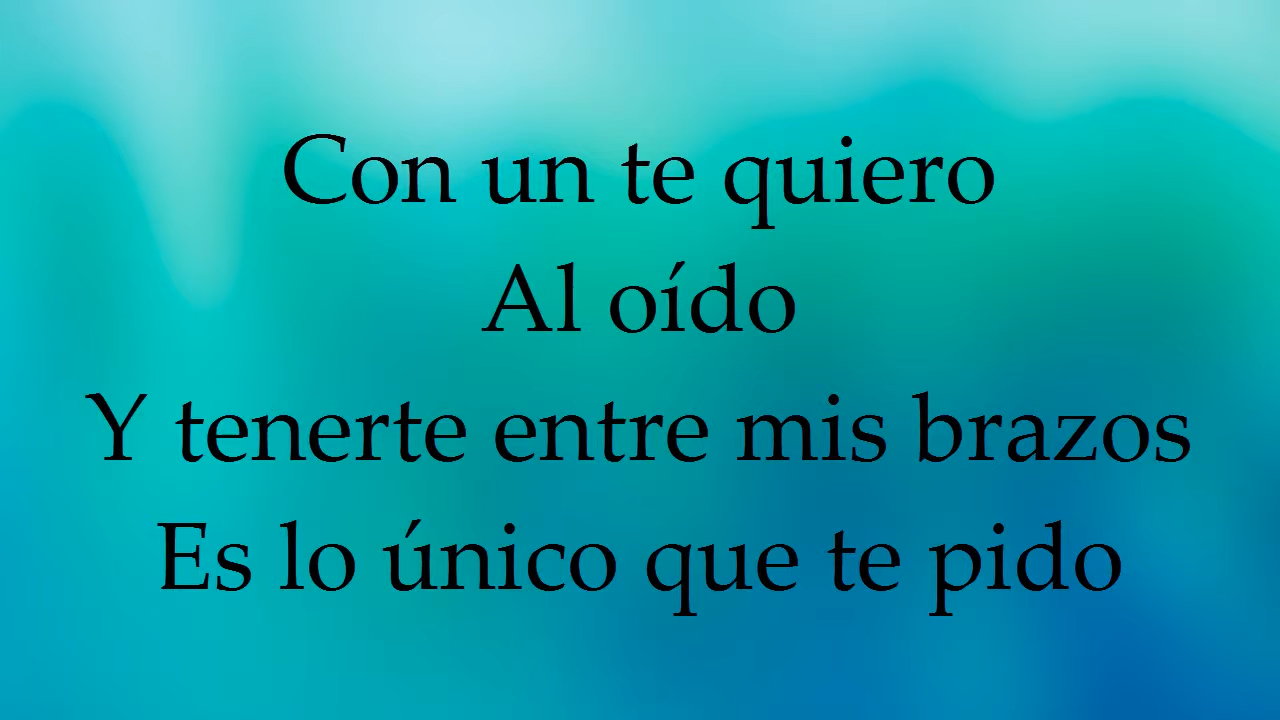 Con un te quiero
Al oído
Y tenerte entre mis brazos
Es lo único que te pido